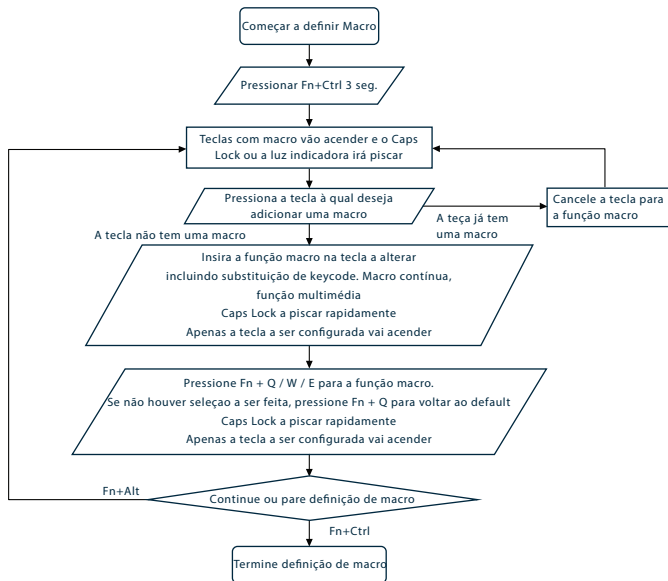 Começar a definir Macro
Pressionar Fn+Ctrl 3 seg.
Teclas com macro vão acender e o Caps
Lock ou a luz indicadora irá piscar
Pressiona a tecla à qual deseja
adicionar uma macro
Cancele a tecla para
a função macro
A teça já tem
uma macro
A tecla não tem uma macro
Insira a função macro na tecla a alterar
incluindo substituição de keycode. Macro contínua,
função multimédia
Caps Lock a piscar rapidamente
Apenas a tecla a ser configurada vai acender
Pressione Fn + Q / W / E para a função macro.
Se não houver seleçao a ser feita, pressione Fn + Q para voltar ao default
Caps Lock a piscar rapidamente
Apenas a tecla a ser configurada vai acender
Fn+Alt
Continue ou pare definição de macro
Fn+Ctrl
Termine definição de macro